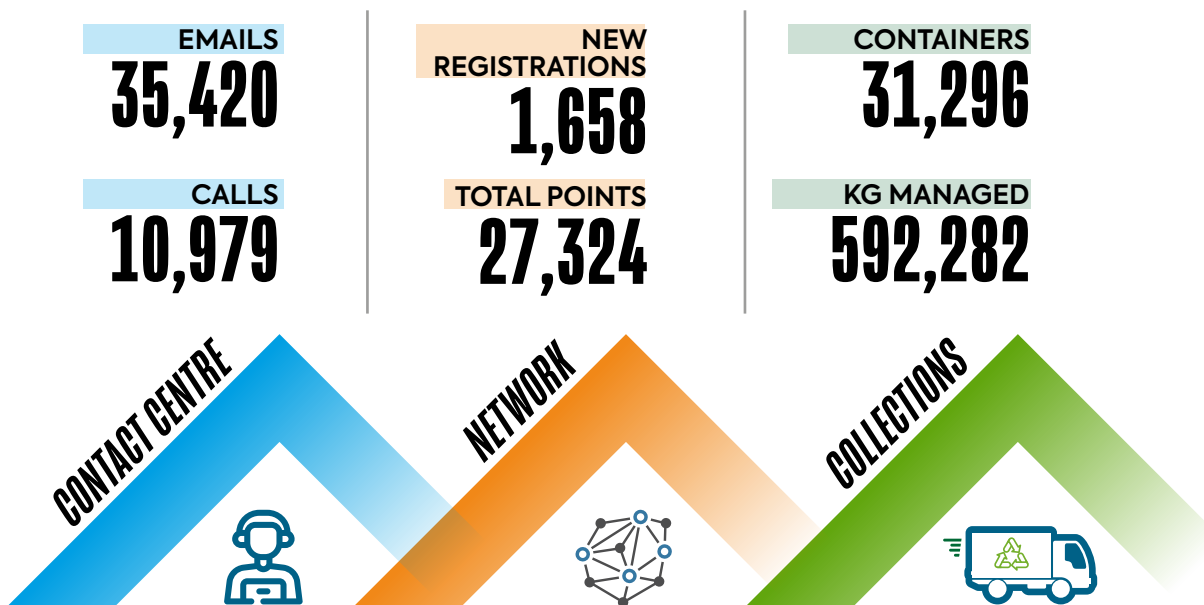 EMAILS
35,420
CALLS
10,979
NEW
REGISTRATIONS
1,658
TOTAL POINTS
27,324
CONTAINERS
31,296
KG MANAGED
592,282
CONTACT CENTRE
NETWORK
COLLECTIONS